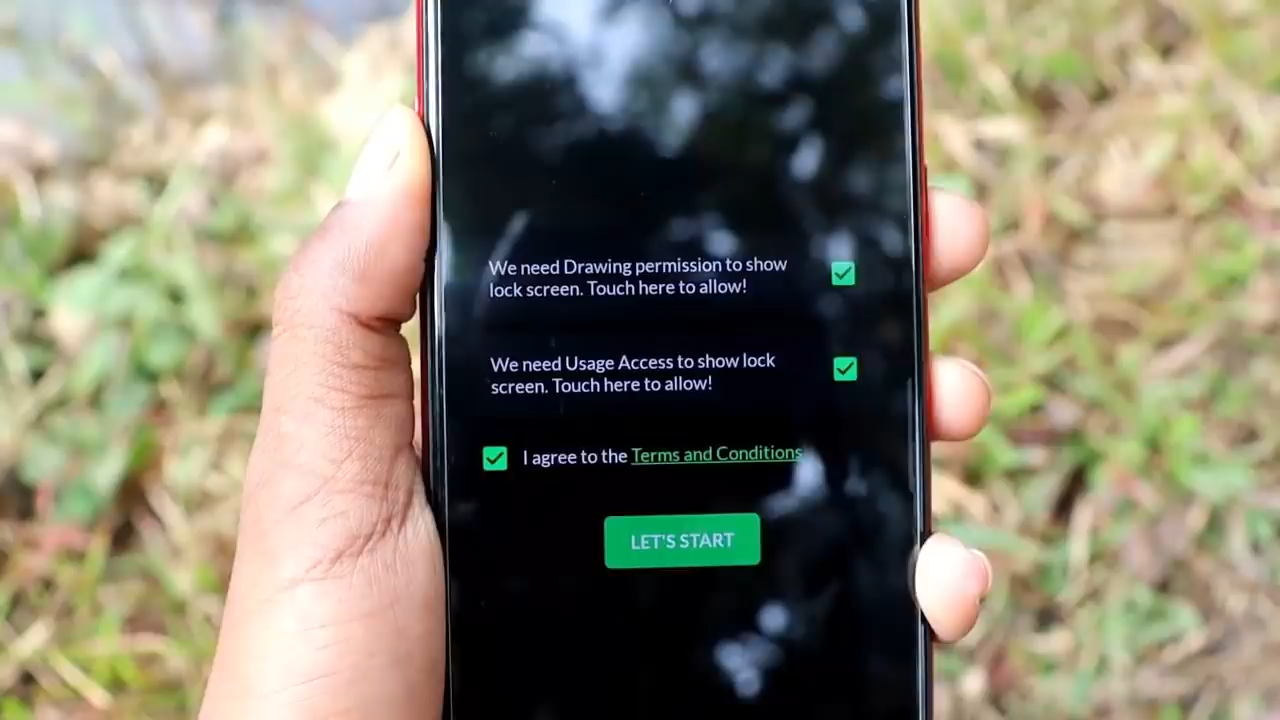 We need Drawing permission to show
lock screen. Touch here to allow!
We need Usage Access to show lock
screen. Touch here to allow!
I agree to the Terms and Conditions
LET'S START